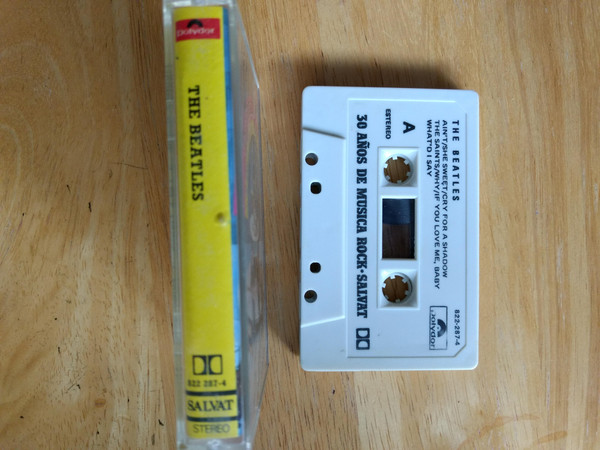 polydor
THE BEATLES
822 287-4
SALVAT
STEREO
THE BEATLES
822-287-4
AIN'T/SHE SWEET/CRY FOR A SHADOW
THE SAINTS/WHY/IF YOU LOVE ME, BABY
WHAT'D I SAY
polydor
A
ESTEREO
30 AÑOS DE MUSICA ROCK·SALVAT